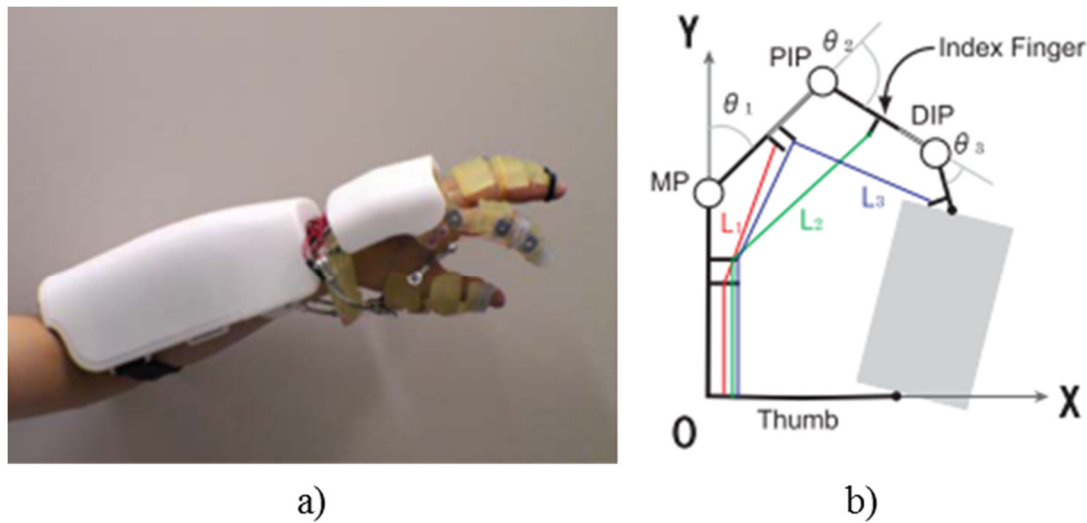 Y
PIP
θ2
Index Finger
θ1
DIP
θ3
MP
L1
L2
L3
O
Thumb
X
a)
b)